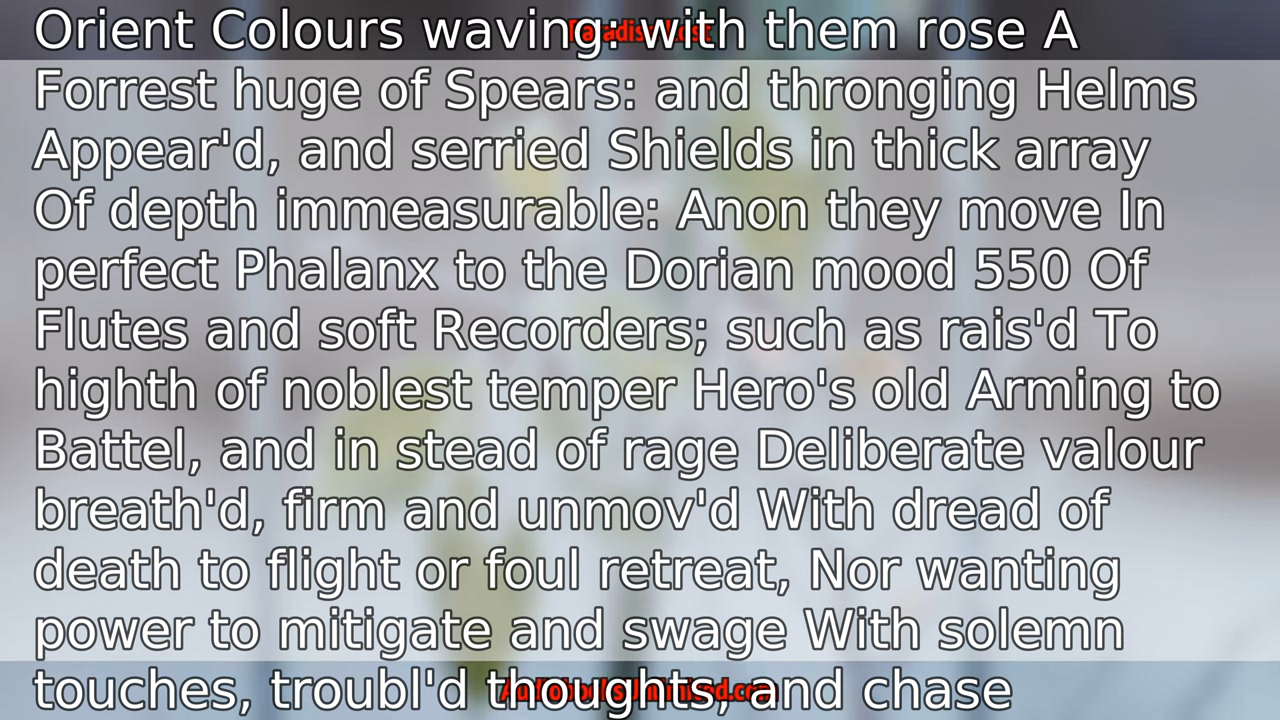 Orient Colours waving: with them rose A
Forrest huge of Spears: and thronging Helms
Appear'd, and serried Shields in thick array
Of depth immeasurable: Anon they move In
perfect Phalanx to the Dorian mood 550 Of
Flutes and soft Recorders; such as rais'd To
highth of noblest temper Hero's old Arming to
Battel, and in stead of rage Deliberate valour
breath'd, firm and unmov'd With dread of
death to flight or foul retreat, Nor wanting
power to mitigate and swage With solemn
touches, troubl'd thoughts, and chase